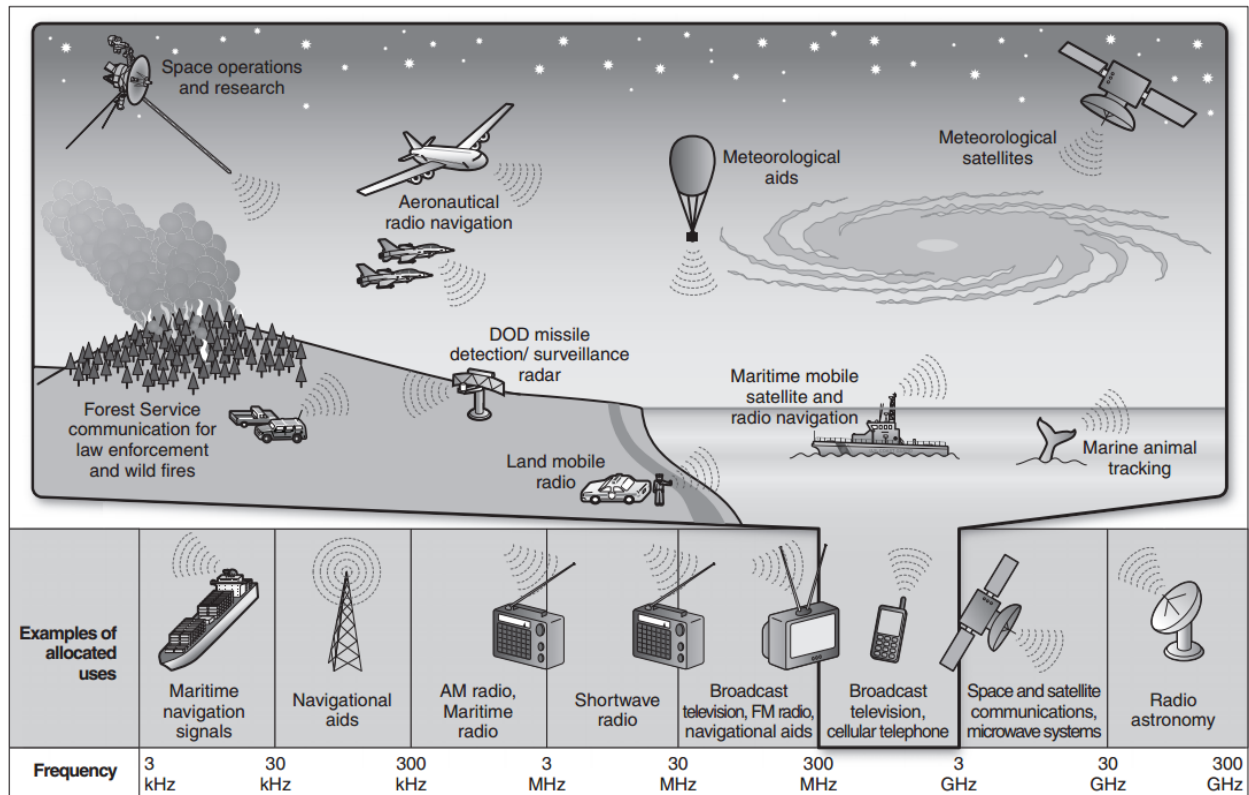 Space operations
and research
Meteorological
satellites
Meteorological
aids
Aeronautical
radio navigation
DOD missile
detection/ surveillance
radar
Maritime mobile
satellite and
radio navigation
Forest Service
communication for
law enforcement
and wild fires
Marine animal
tracking
Land mobile
radio
Examples of
allocated
uses
Maritime
navigation
signals
Navigational
aids
AM radio,
Maritime
radio
Shortwave
radio
Broadcast
television, FM radio,
navigational aids
Broadcast
television,
cellular telephone
Space and satellite
communications,
microwave systems
Radio
astronomy
Frequency
3
kHz
30
kHz
300
kHz
3
MHz
30
MHz
300
MHz
3
GHz
30
GHz
300
GHz